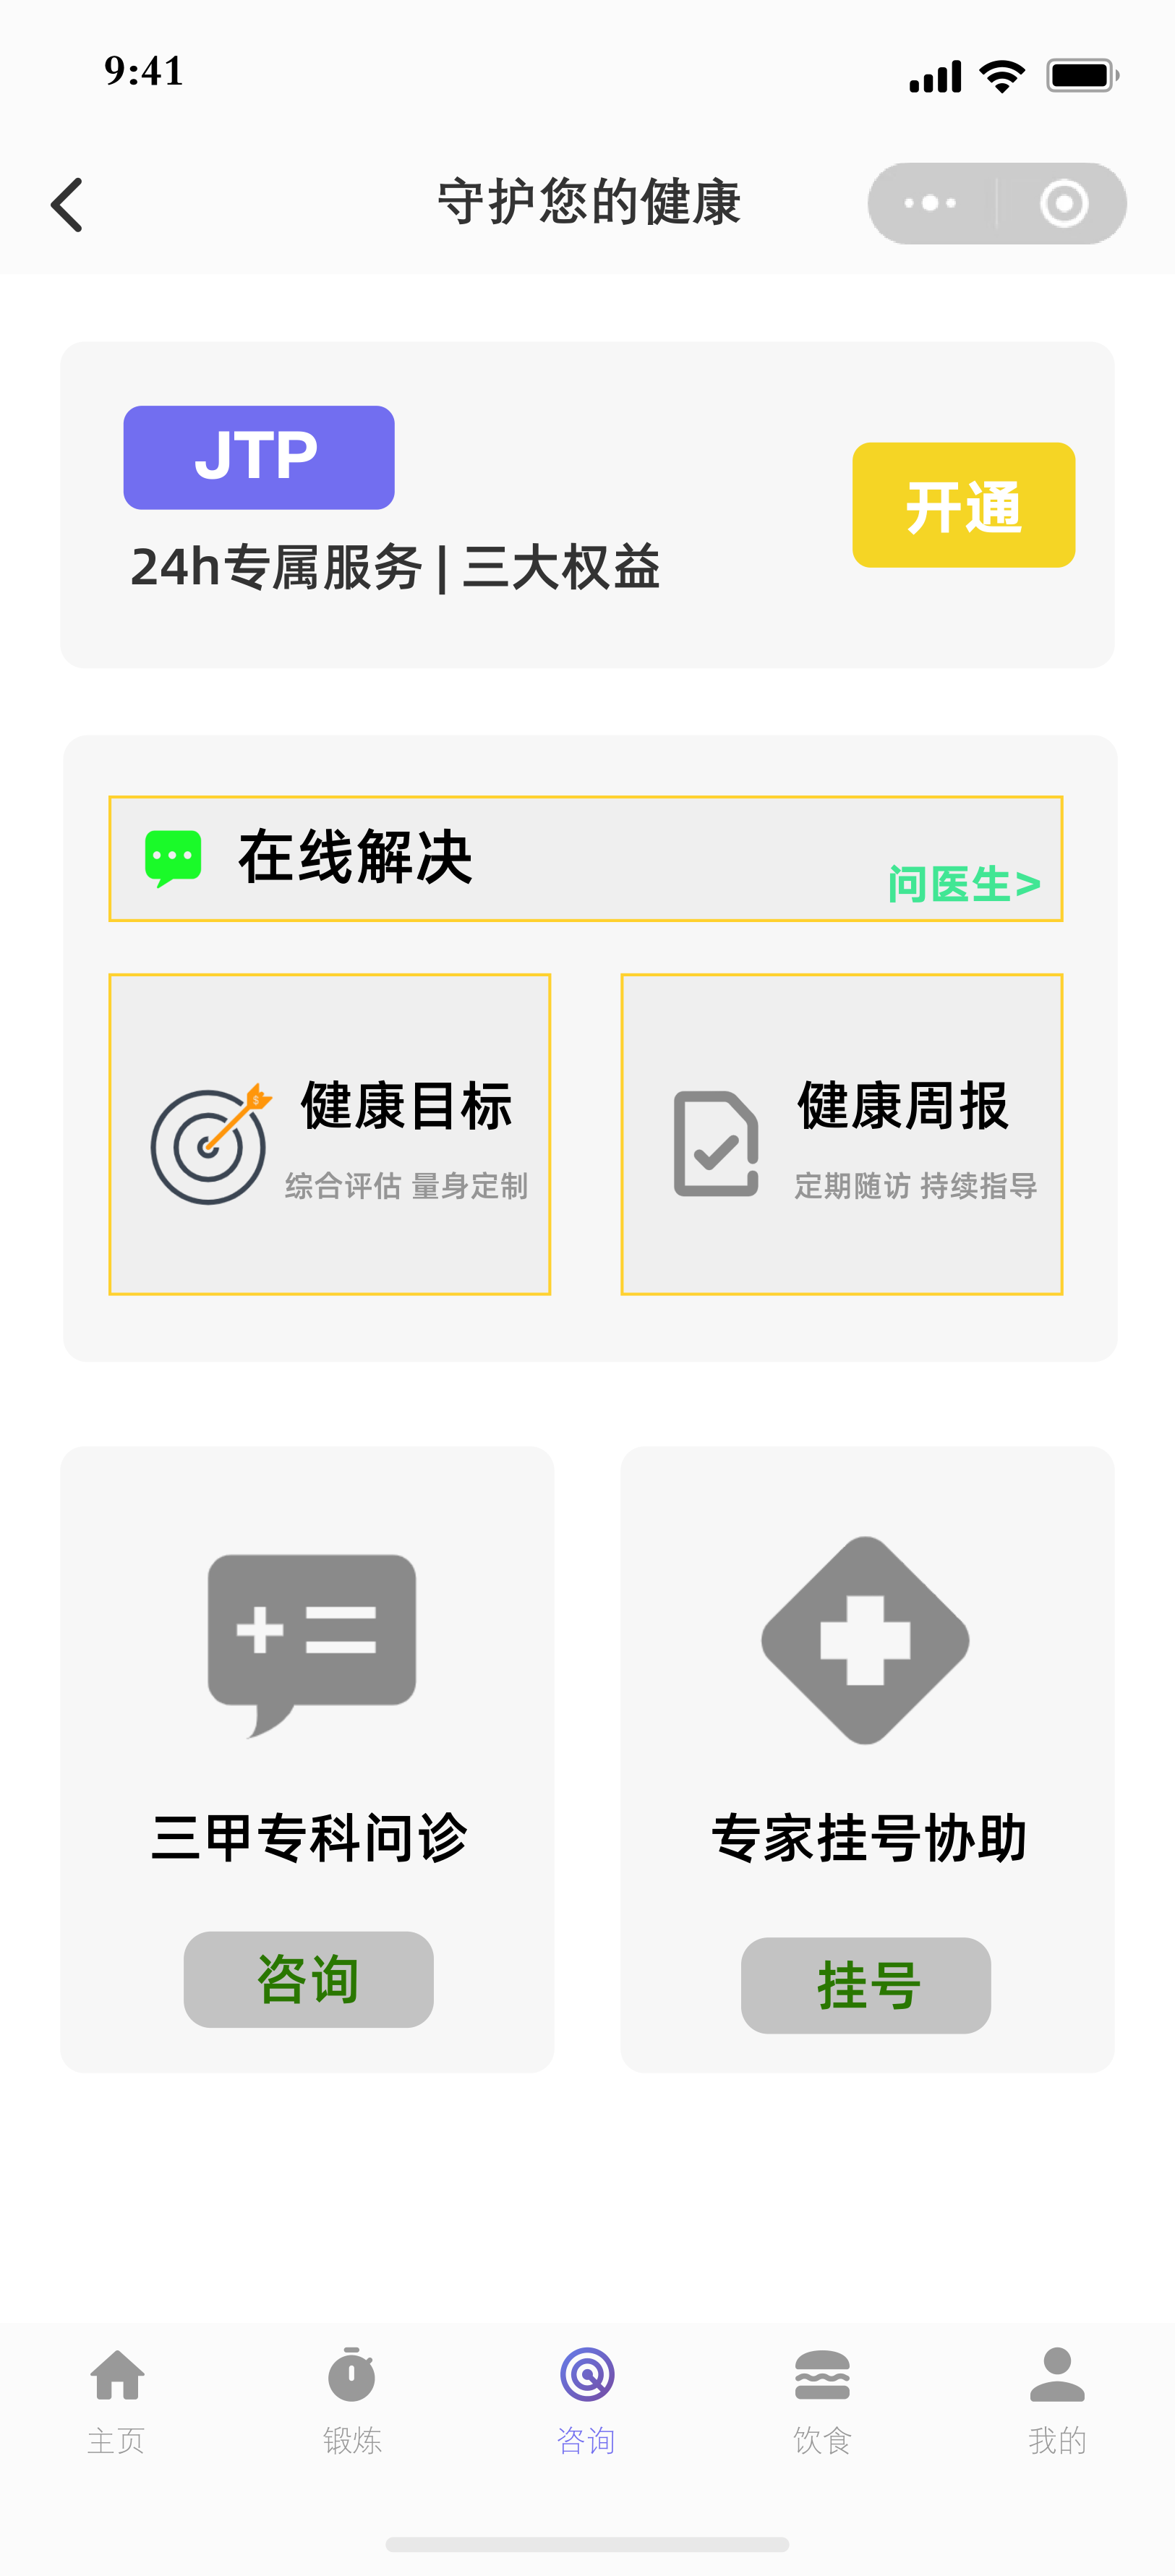 9:41
守护您的健康
JTP
24h专属服务 | 三大权益
开通
在线解决
问医生>
健康目标
综合评估 量身定制
健康周报
定期随访 持续指导
三甲专科问诊
咨询
专家挂号协助
挂号
主页
锻炼
咨询
饮食
我的